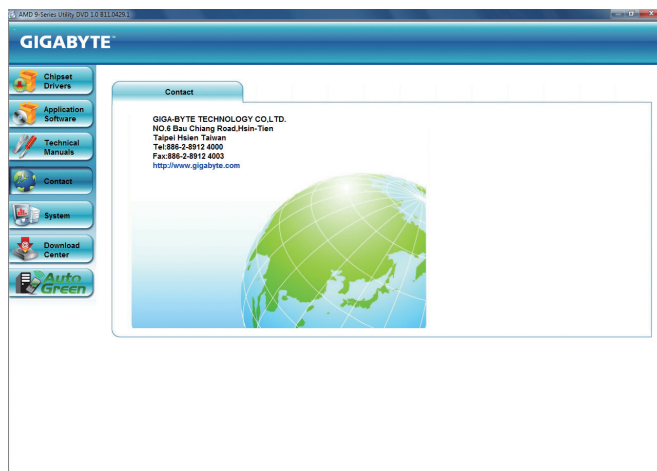 AMD 9-Series Utility DVD 1.0 B11.0429.1
GIGABYTE™
Chipset
Drivers
Application
Software
Technical
Manuals
Contact
System
Download
Center
Auto
Green
Contact
GIGA-BYTE TECHNOLOGY CO,LTD.
NO.6 Bau Chiang Road,Hsin-Tien
Taipei Hsien Taiwan
Tel:886-2-8912 4000
Fax:886-2-8912 4003
http://www.gigabyte.com